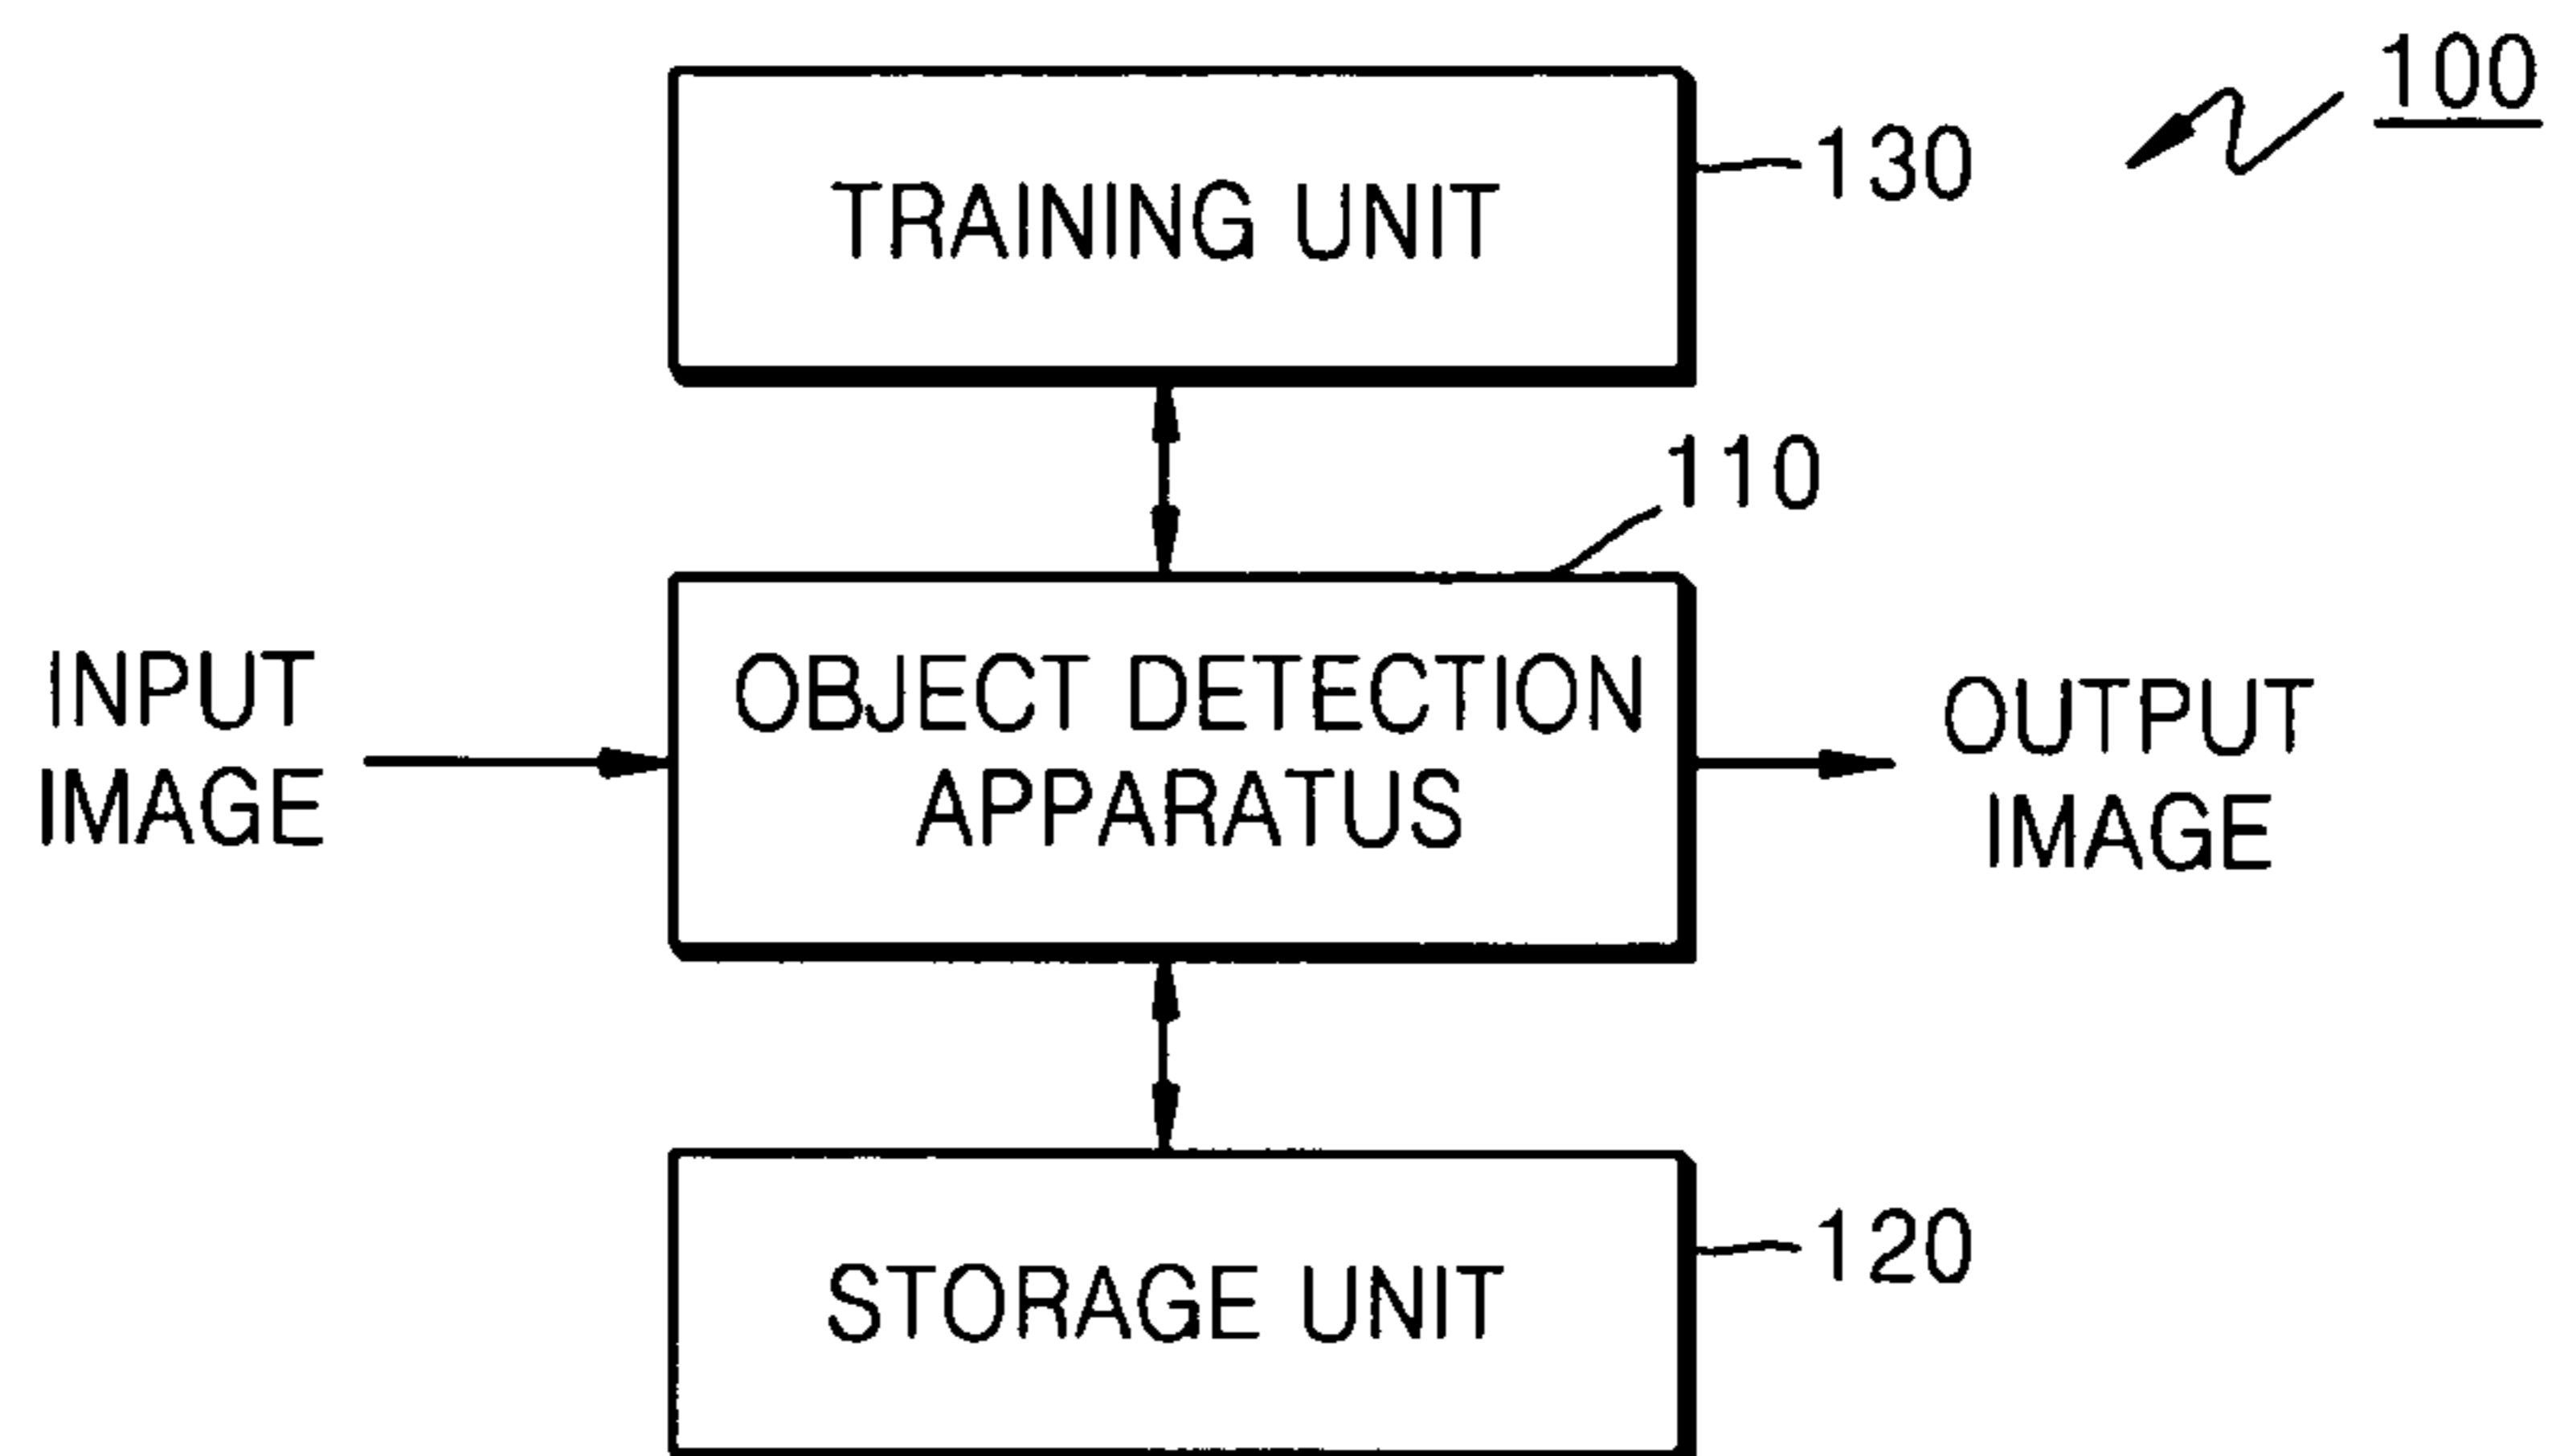 100
TRAINING UNIT
130
110
INPUT
IMAGE
OBJECT DETECTION
APPARATUS
OUTPUT
IMAGE
STORAGE UNIT
120